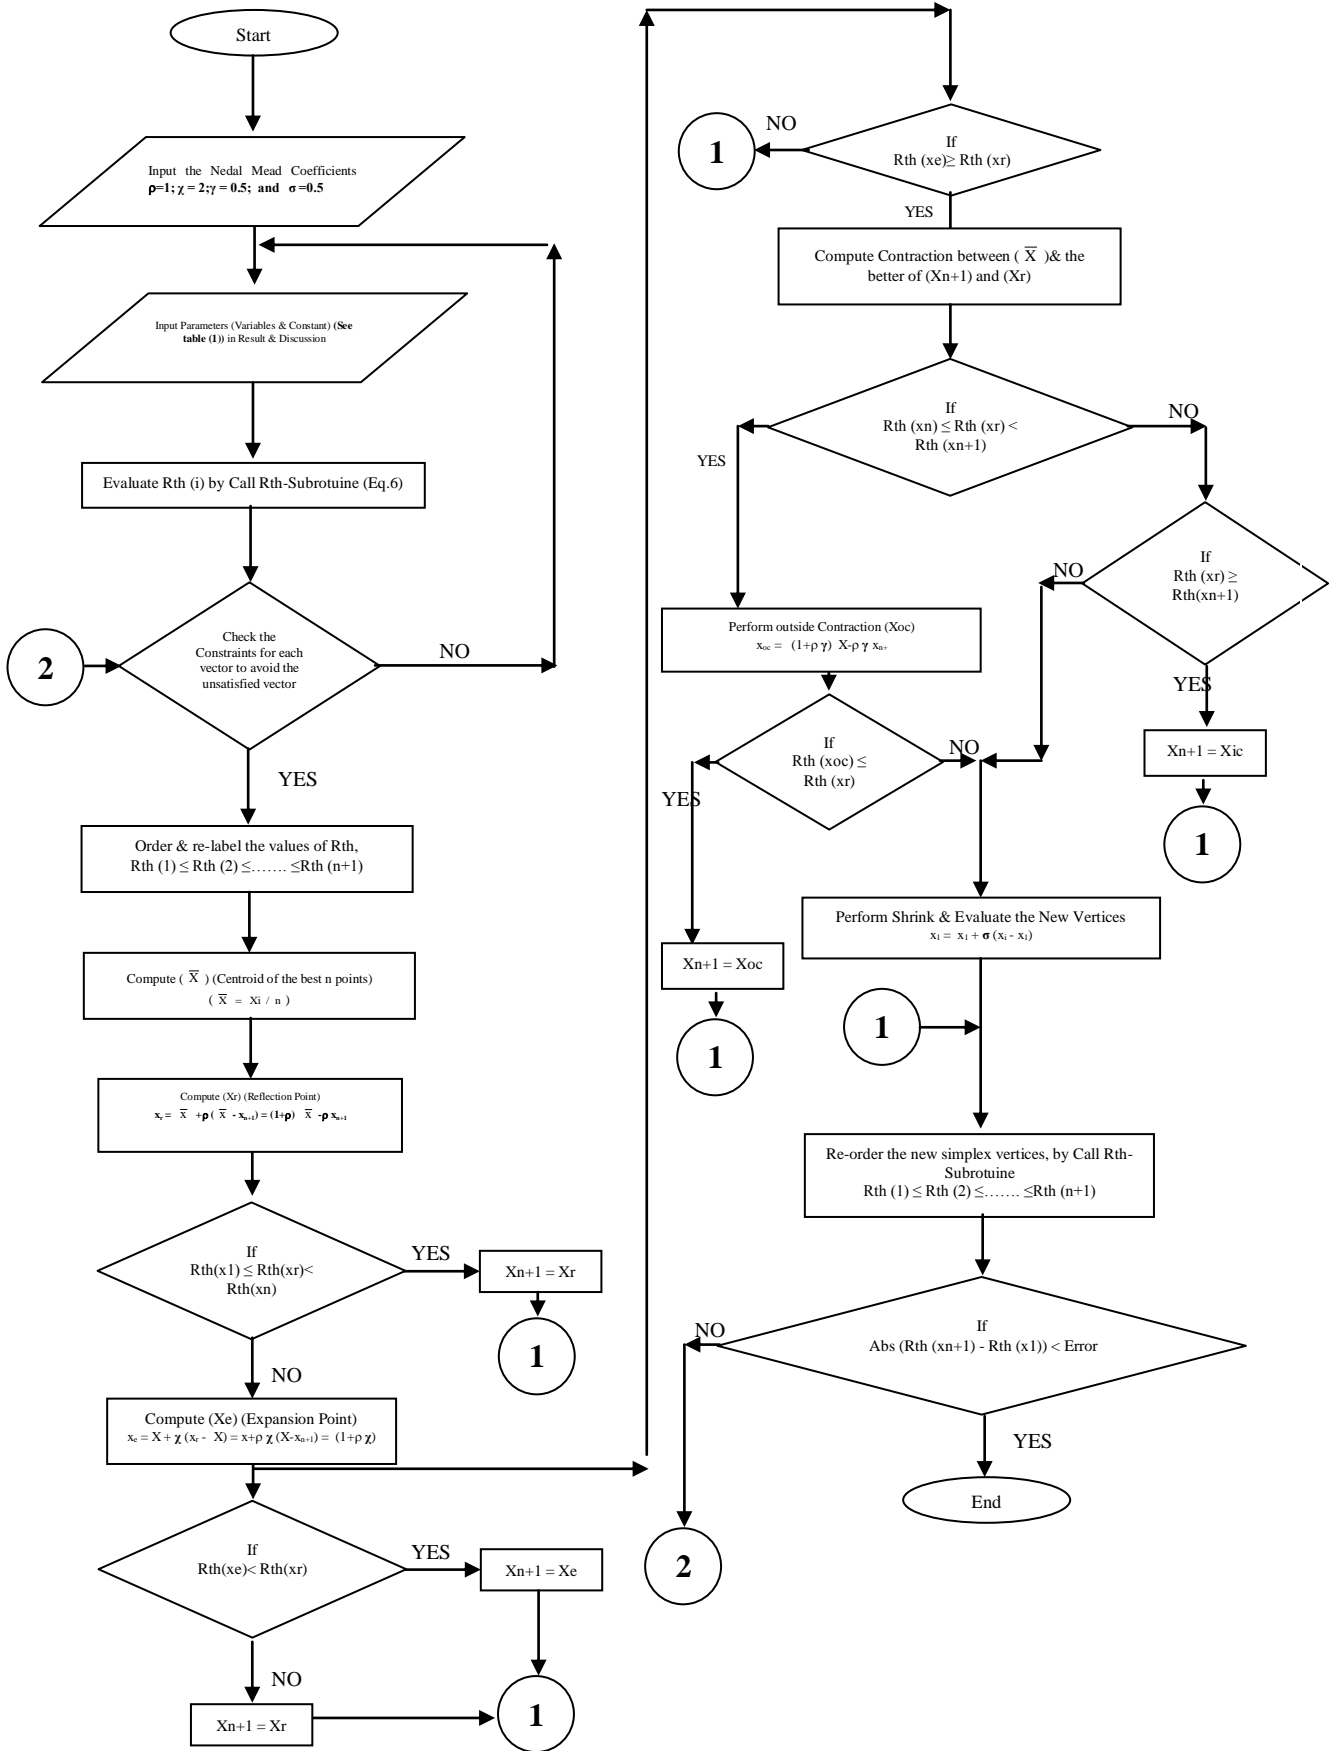 Start
Input the Nedal Mead Coefficients
ρ=1; χ = 2;γ = 0.5; and σ =0.5
Input Parameters (Variables & Constant) (See
table (1)) in Result & Discussion
Evaluate Rth (i) by Call Rth-Subrotuine (Eq.6)
2
Check the
Constraints for each
vector to avoid the
unsatisfied vector
NO
YES
Order & re-label the values of Rth,
Rth (1) ≤ Rth (2) ≤……. ≤Rth (n+1)
Compute ( X̅ ) (Centroid of the best n points)
( X̅ = Xi / n )
Compute (Xr) (Reflection Point)
xᵣ = x̅ +ρ ( x̅ - xₙ₊₁) = (1+ρ) x̅ -ρ xₙ₊₁
If
Rth(x1) ≤ Rth(xr)<
Rth(xn)
YES
Xn+1 = Xr
1
NO
Compute (Xe) (Expansion Point)
xₑ = X + χ (xᵣ - X) = x+ρ χ (X-xₙ₊₁) = (1+ρ χ)
If
Rth(xe)< Rth(xr)
YES
Xn+1 = Xe
NO
Xn+1 = Xr
1
If
Rth (xe)≥ Rth (xr)
NO
1
YES
Compute Contraction between ( X̅ )& the
better of (Xn+1) and (Xr)
If
Rth (xn) ≤ Rth (xr) <
Rth (xn+1)
NO
YES
If
Rth (xr) ≥
Rth(xn+1)
NO
YES
Xn+1 = Xic
1
Perform outside Contraction (Xoc)
xₒc = (1+ρ γ) X-ρ γ xₙ₊
If
Rth (xoc) ≤
Rth (xr)
NO
YES
Xn+1 = Xoc
1
Perform Shrink & Evaluate the New Vertices
x₁ = x₁ + σ (xᵢ - x₁)
1
Re-order the new simplex vertices, by Call Rth-
Subrotuine
Rth (1) ≤ Rth (2) ≤……. ≤Rth (n+1)
If
Abs (Rth (xn+1) - Rth (x1)) < Error
NO
2
YES
End